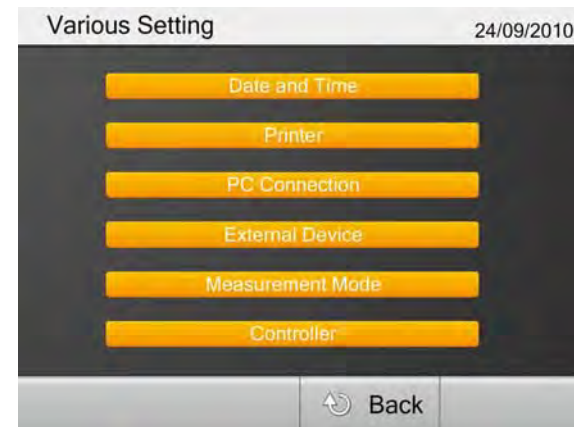 Various Setting
24/09/2010
Date and Time
Printer
PC Connection
External Device
Measurement Mode
Controller
Back